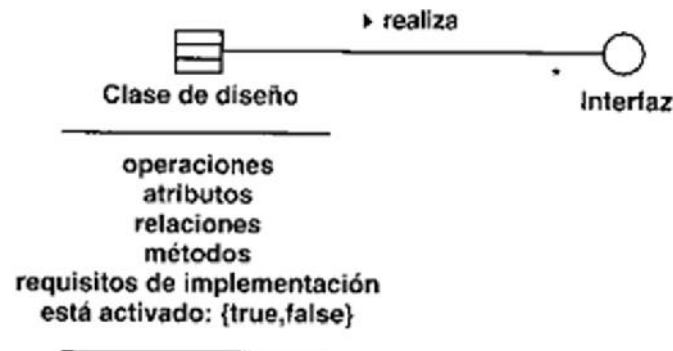 ▸ realiza
*
Clase de diseño
Interfaz
operaciones
atributos
relaciones
métodos
requisitos de implementación
está activado: {true,false}